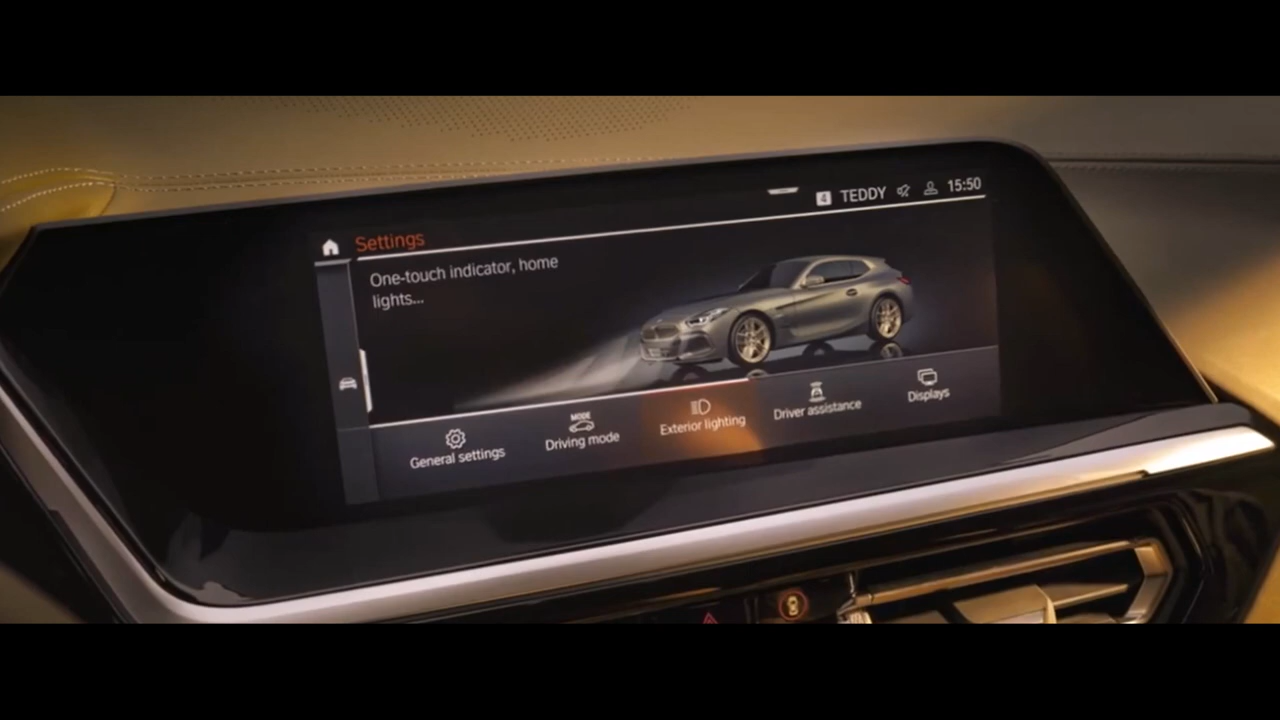 4 TEDDY 15:50
Settings
One-touch indicator, home
lights...
General settings
MODE
Driving mode
Exterior lighting
Driver assistance
Displays